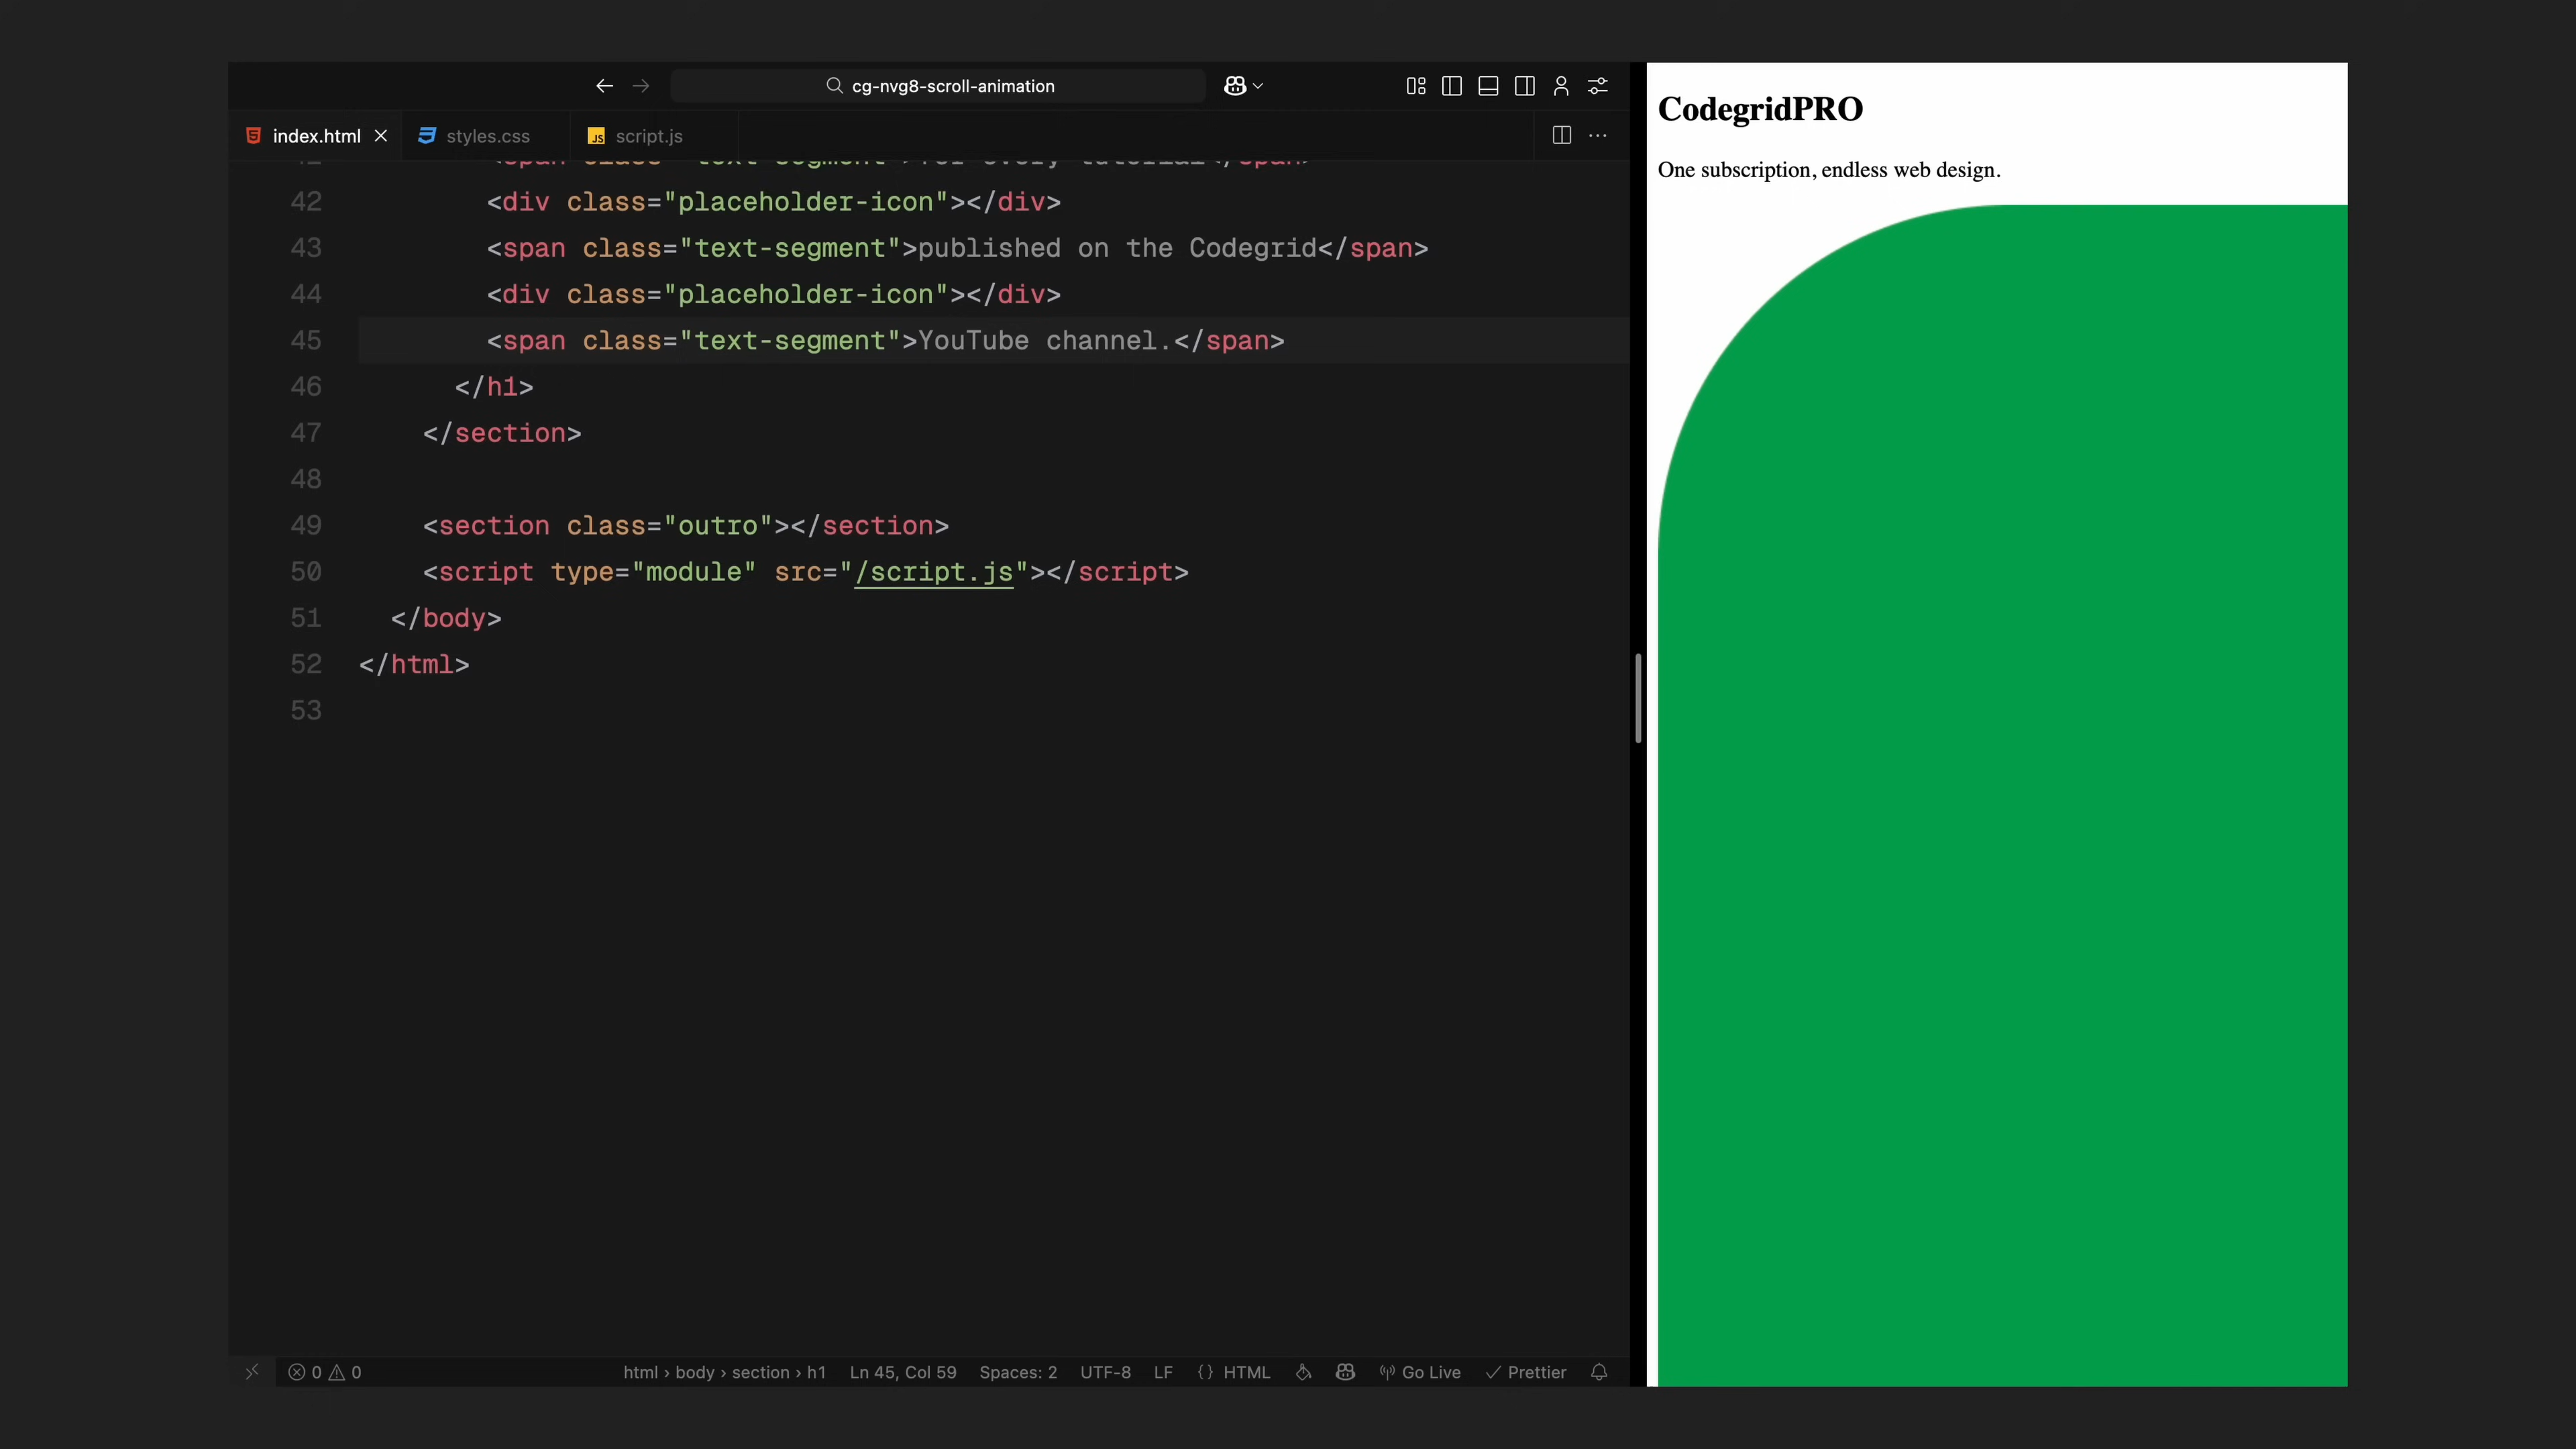 cg-nvg8-scroll-animation
index.html
styles.css
script.js
42 <div class="placeholder-icon"></div>
43 <span class="text-segment">published on the Codegrid</span>
44 <div class="placeholder-icon"></div>
45 <span class="text-segment">YouTube channel.</span>
46 </h1>
47 </section>
48
49 <section class="outro"></section>
50 <script type="module" src="/script.js"></script>
51 </body>
52 </html>
53
0 0 html › body › section › h1 Ln 45, Col 59 Spaces: 2 UTF-8 LF {} HTML Go Live Prettier
CodegridPRO
One subscription, endless web design.